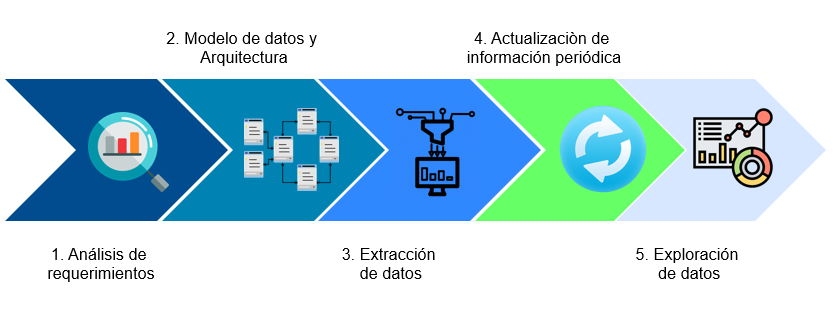 1. Análisis de
requerimientos
2. Modelo de datos y
Arquitectura
3. Extracción
de datos
4. Actualizaciòn de
información periódica
5. Exploración
de datos